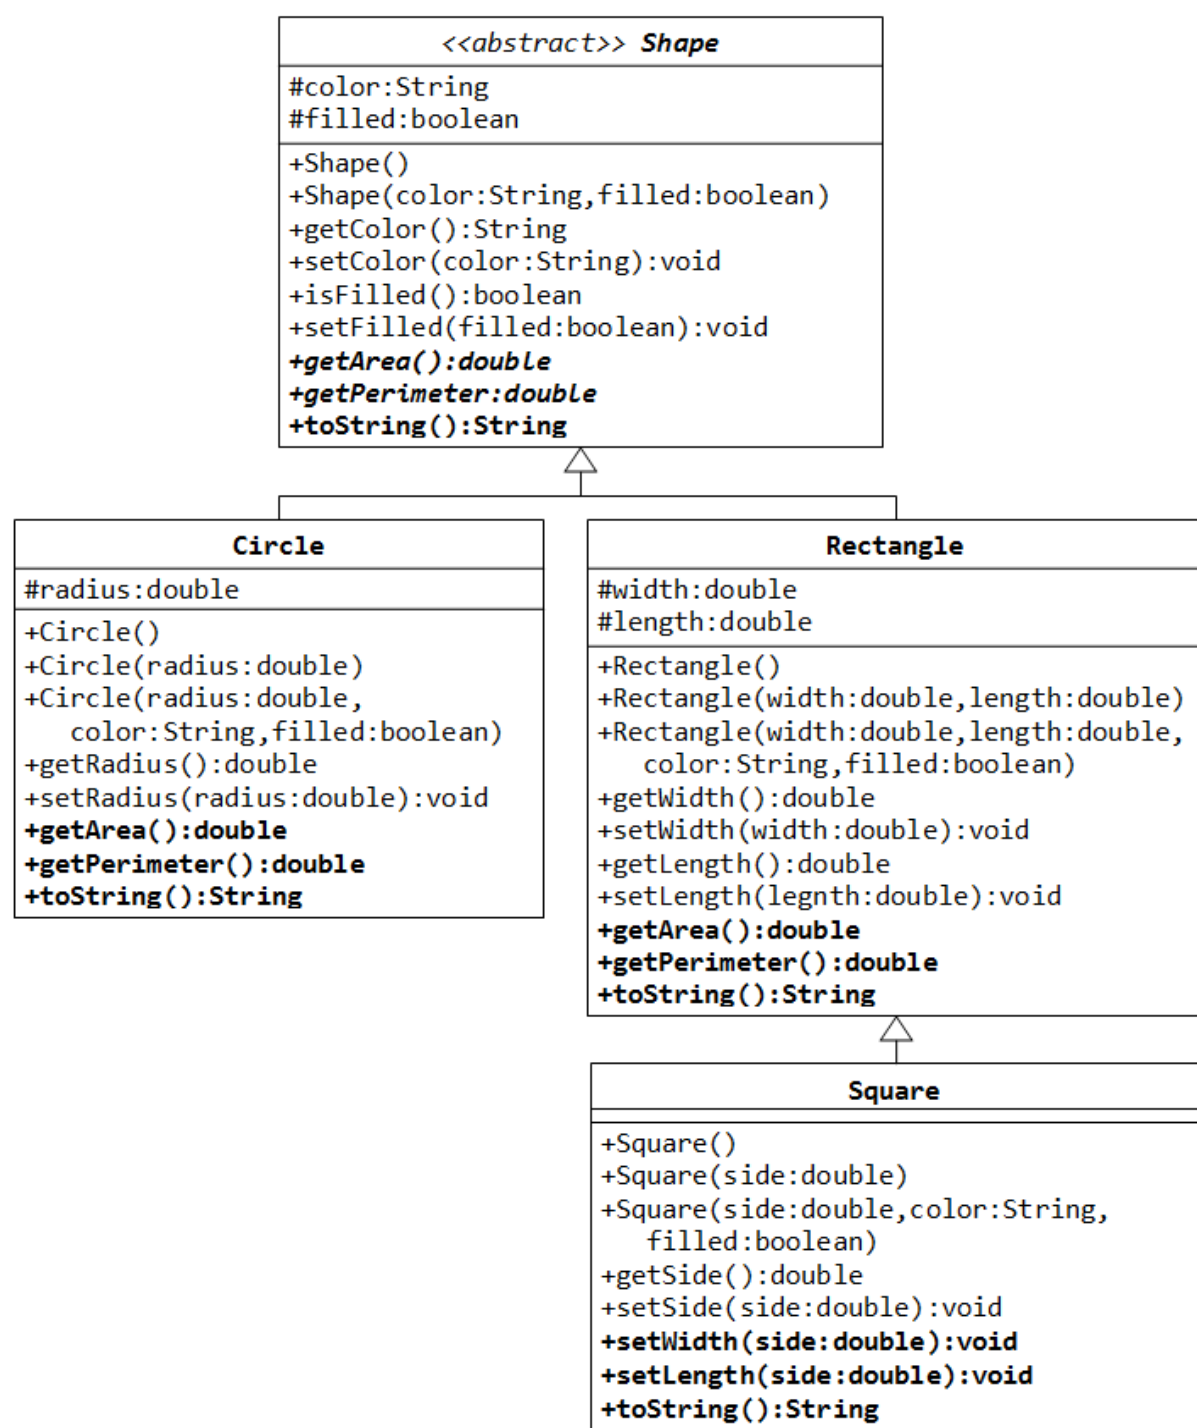 <<abstract>> Shape
#color:String
#filled:boolean
+Shape()
+Shape(color:String,filled:boolean)
+getColor():String
+setColor(color:String):void
+isFilled():boolean
+setFilled(filled:boolean):void
+getArea():double
+getPerimeter:double
+toString():String
Circle
#radius:double
+Circle()
+Circle(radius:double)
+Circle(radius:double,
color:String,filled:boolean)
+getRadius():double
+setRadius(radius:double):void
+getArea():double
+getPerimeter():double
+toString():String
Rectangle
#width:double
#length:double
+Rectangle()
+Rectangle(width:double,length:double)
+Rectangle(width:double,length:double,
color:String,filled:boolean)
+getWidth():double
+setWidth(width:double):void
+getLength():double
+setLength(legnth:double):void
+getArea():double
+getPerimeter():double
+toString():String
Square
+Square()
+Square(side:double)
+Square(side:double,color:String,
filled:boolean)
+getSide():double
+setSide(side:double):void
+setWidth(side:double):void
+setLength(side:double):void
+toString():String